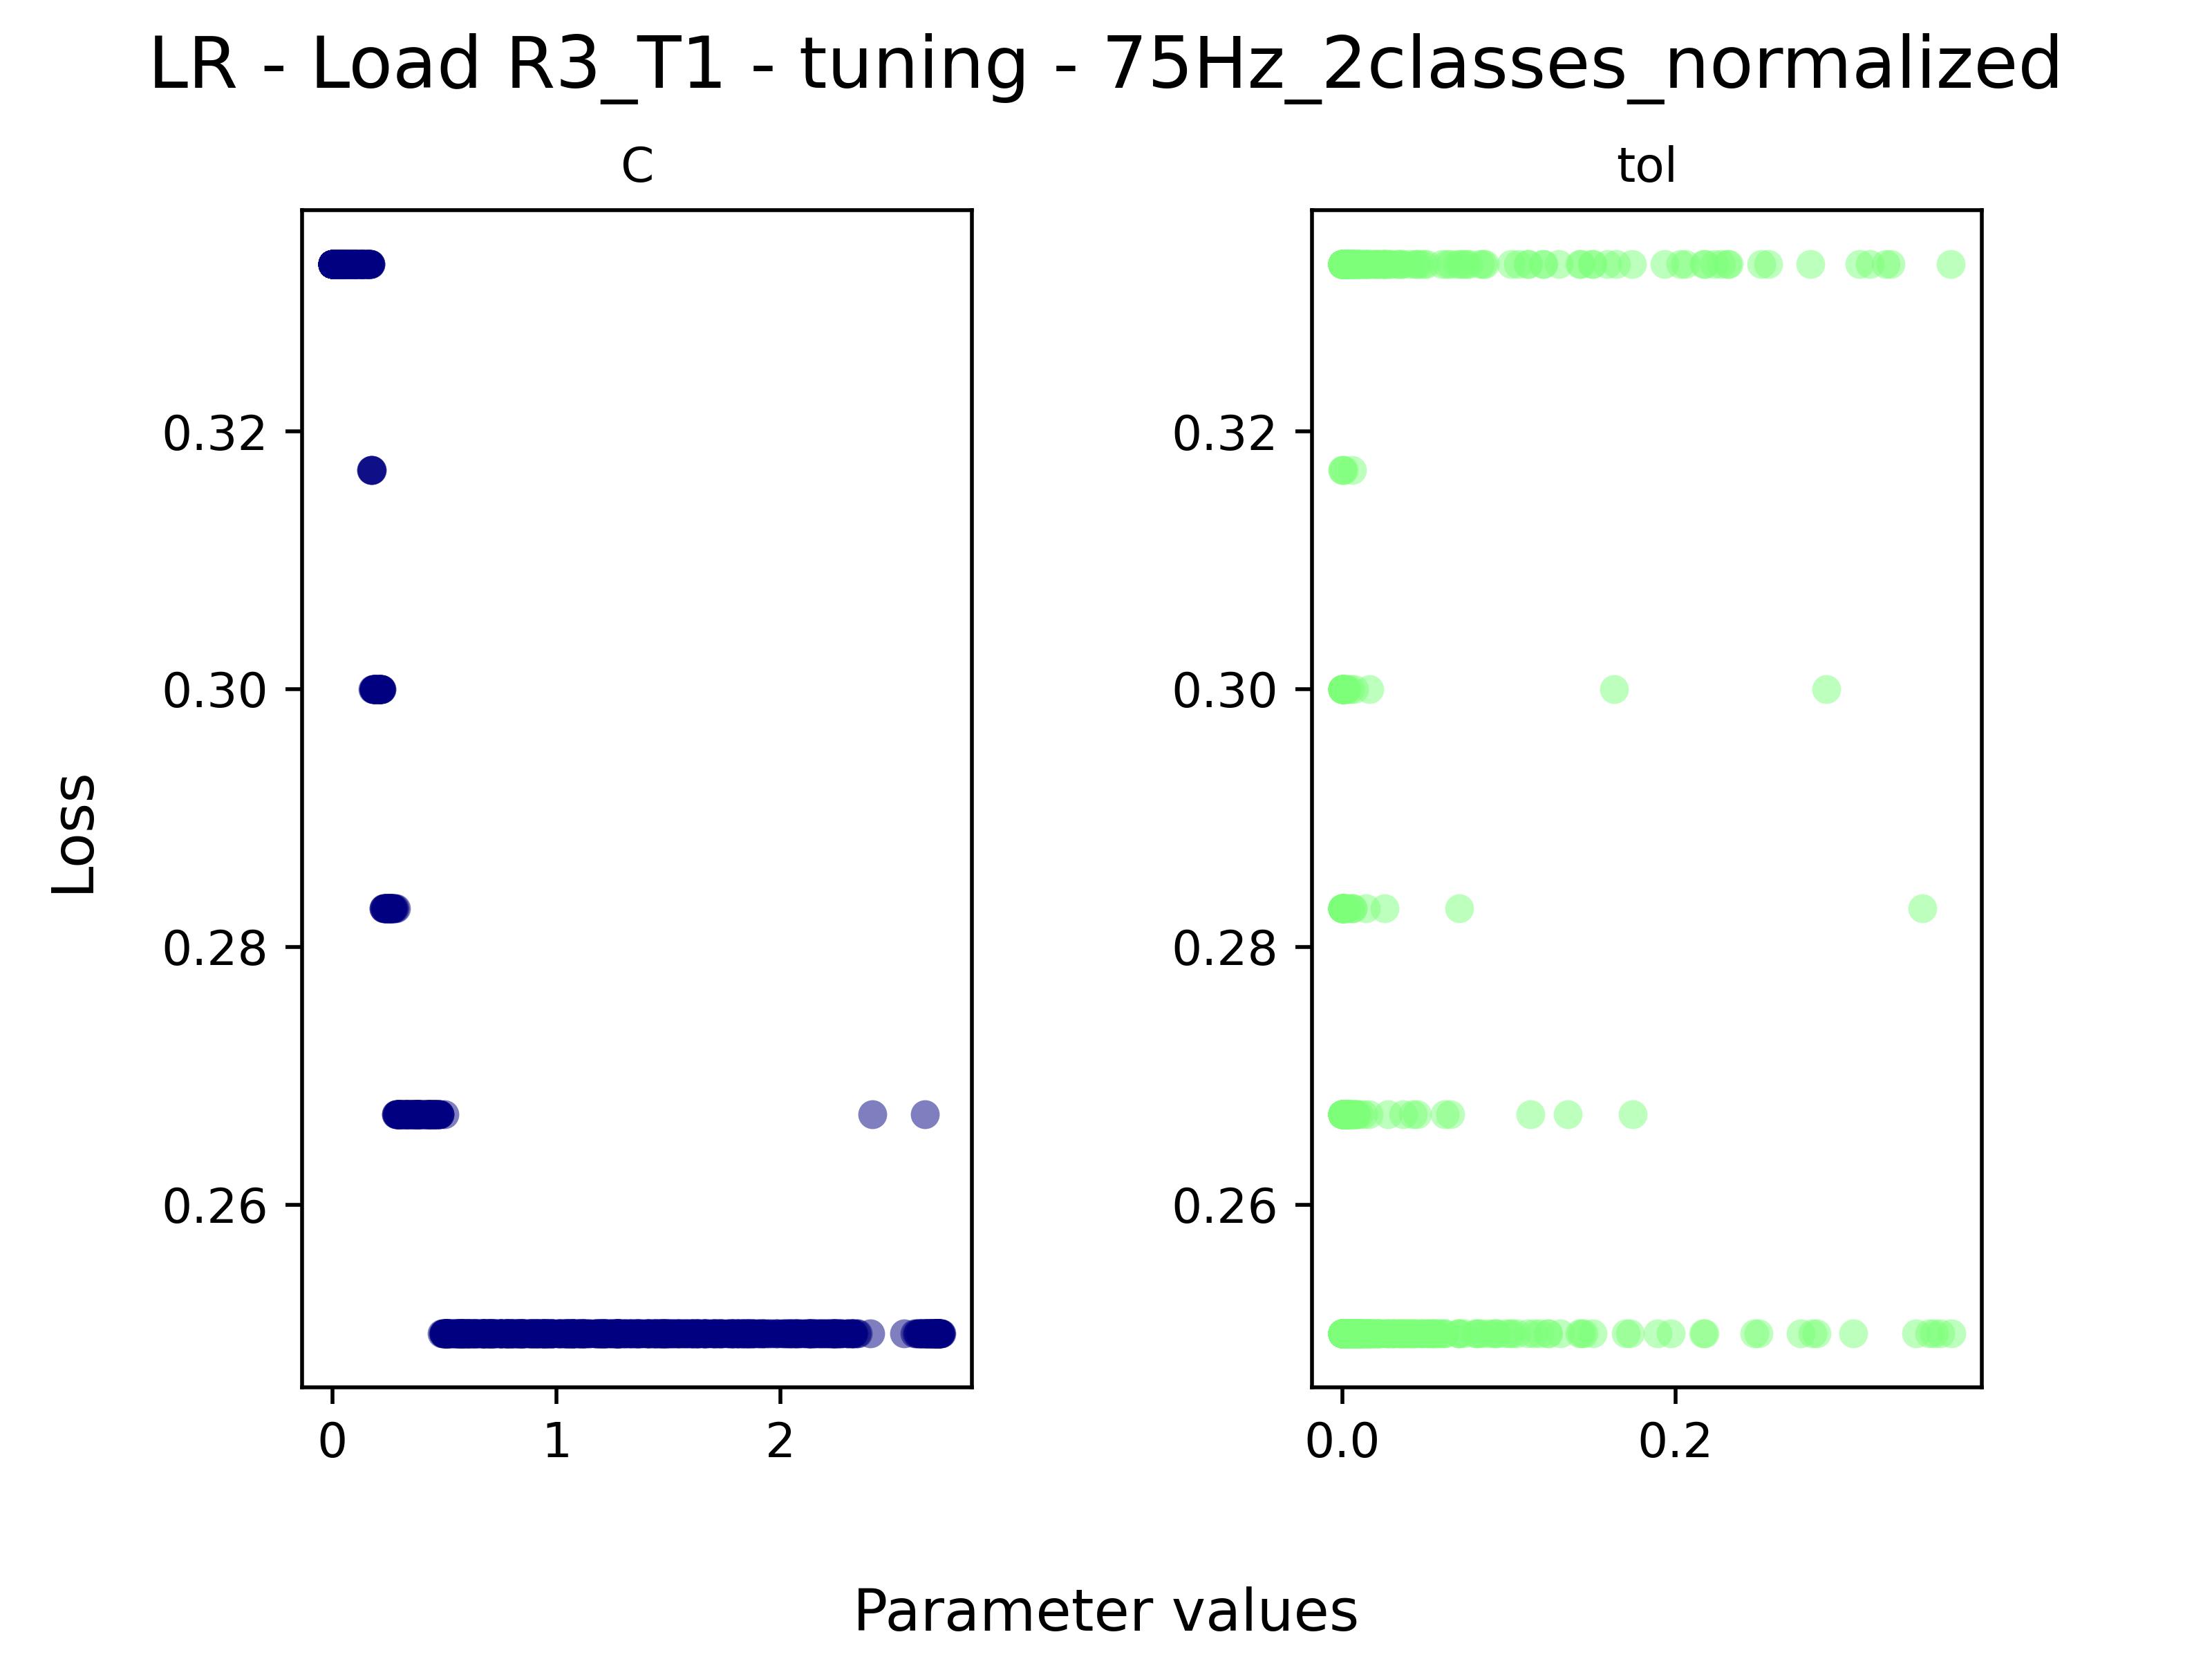 LR - Load R3_T1 - tuning - 75Hz_2classes_normalized
C
tol
Loss
0.32
0.30
0.28
0.26
0
1
2
0.32
0.30
0.28
0.26
0.0
0.2
Parameter values